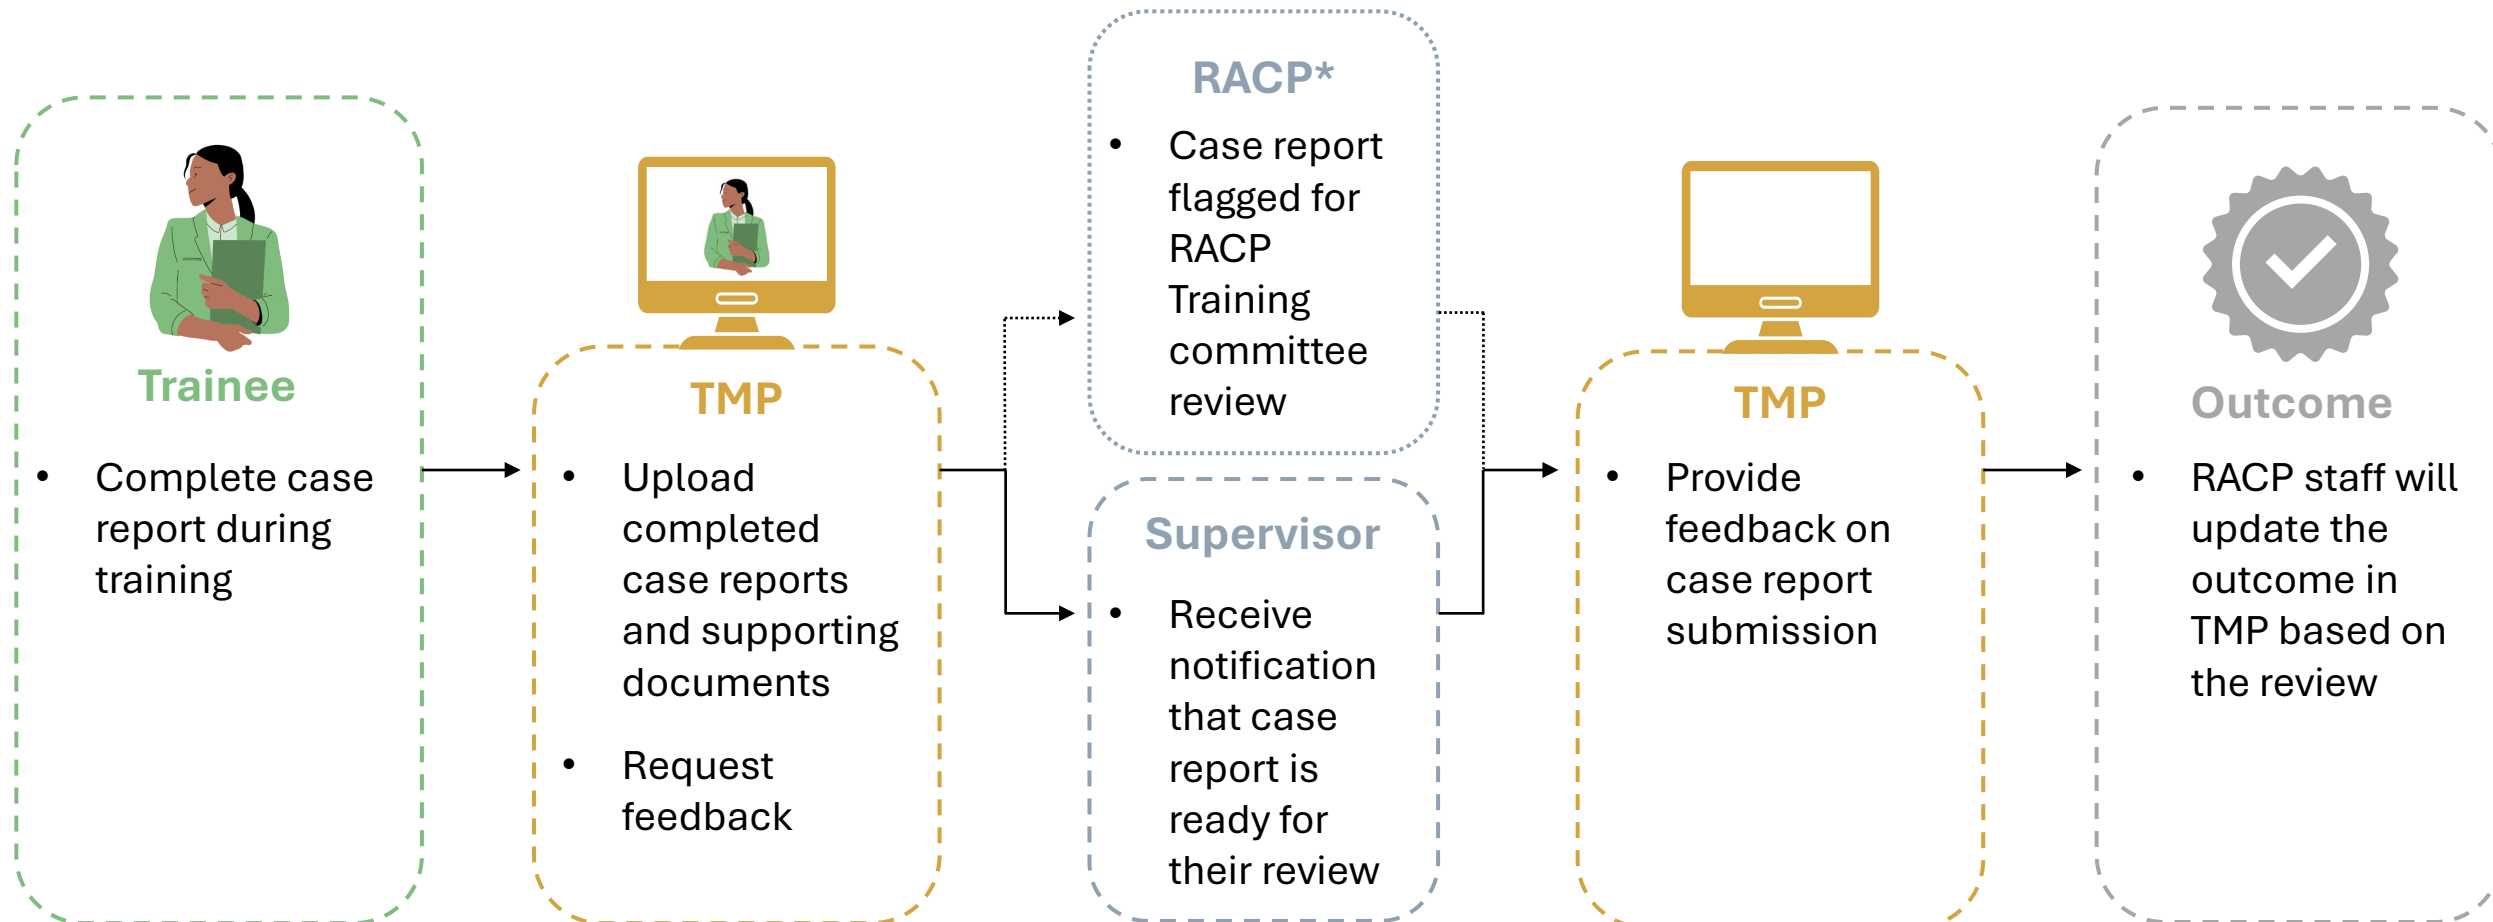 Trainee
• Complete case
report during
training
TMP
• Upload
completed
case reports
and supporting
documents
• Request
feedback
RACP*
• Case report
flagged for
RACP
Training
committee
review
Supervisor
• Receive
notification
that case
report is
ready for
their review
TMP
• Provide
feedback on
case report
submission
Outcome
• RACP staff will
update the
outcome in
TMP based on
the review